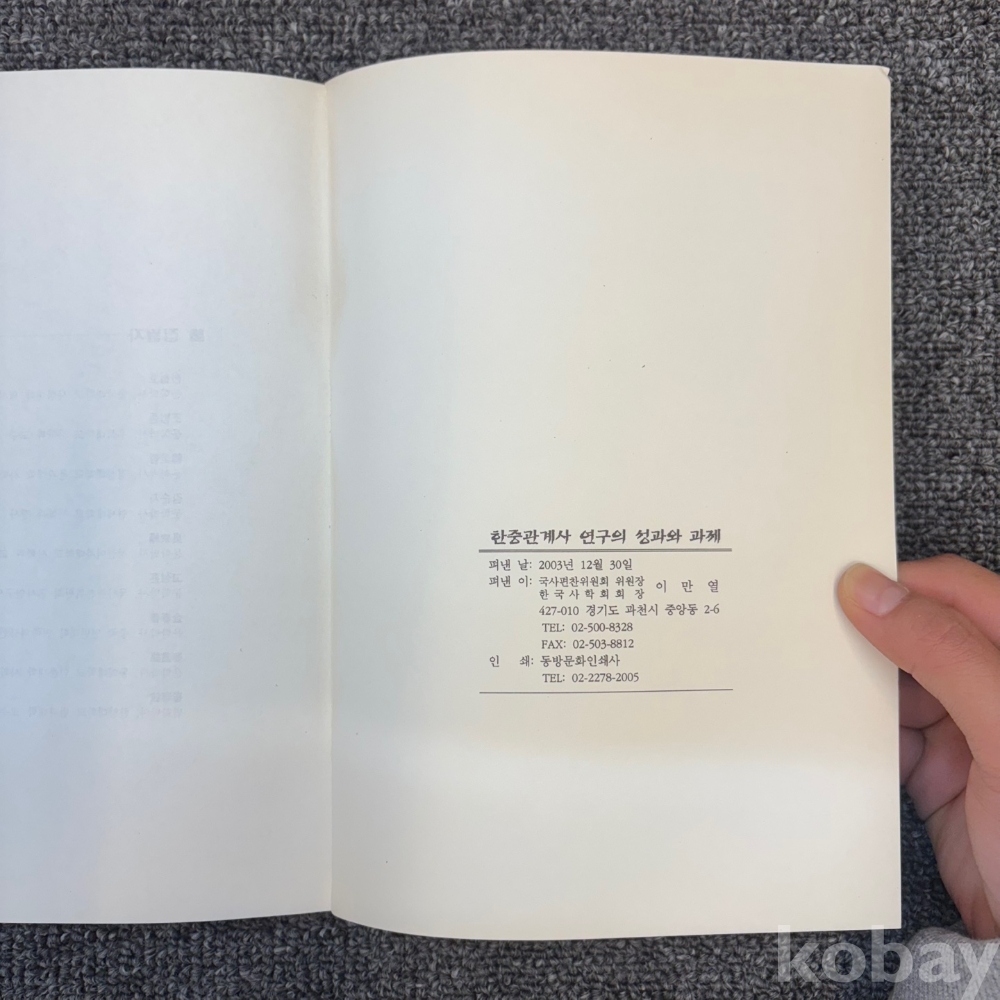 한중관계사 연구의 성과와 과제
펴낸 날: 2003년 12월 30일
펴낸 이: 국사편찬위원회 위원장
한국사학회회장 이만열
427-010 경기도 과천시 중앙동 2-6
TEL: 02-500-8328
FAX: 02-503-8812
인 쇄: 동방문화인쇄사
TEL: 02-2278-2005
kobay